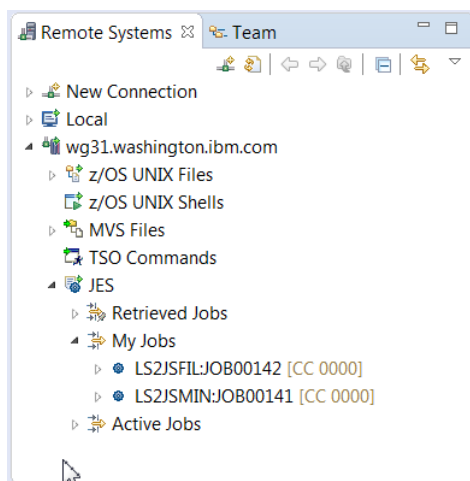 Remote Systems Team
New Connection
Local
wg31.washington.ibm.com
z/OS UNIX Files
z/OS UNIX Shells
MVS Files
TSO Commands
JES
Retrieved Jobs
My Jobs
LS2JSFIL:JOB00142 [CC 0000]
LS2JSMIN:JOB00141 [CC 0000]
Active Jobs